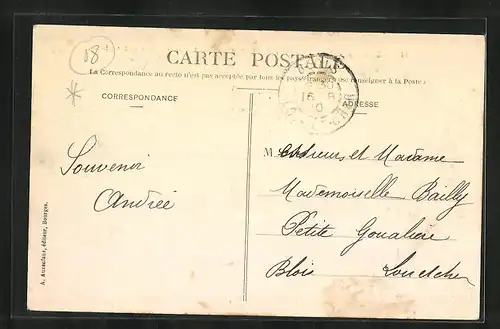 18
CARTE POSTALE
La Correspondance au recto n'est pas acceptée par tous les pays étrangers (se renseigner à la Poste)
CORRESPONDANCE
ADRESSE
Souvenir
Andrée
Monsieur et Madame
Mademoiselle Bailly
Petite Goualière
Blois Loir et Cher
A. Auxenfans, éditeur, Bourges.